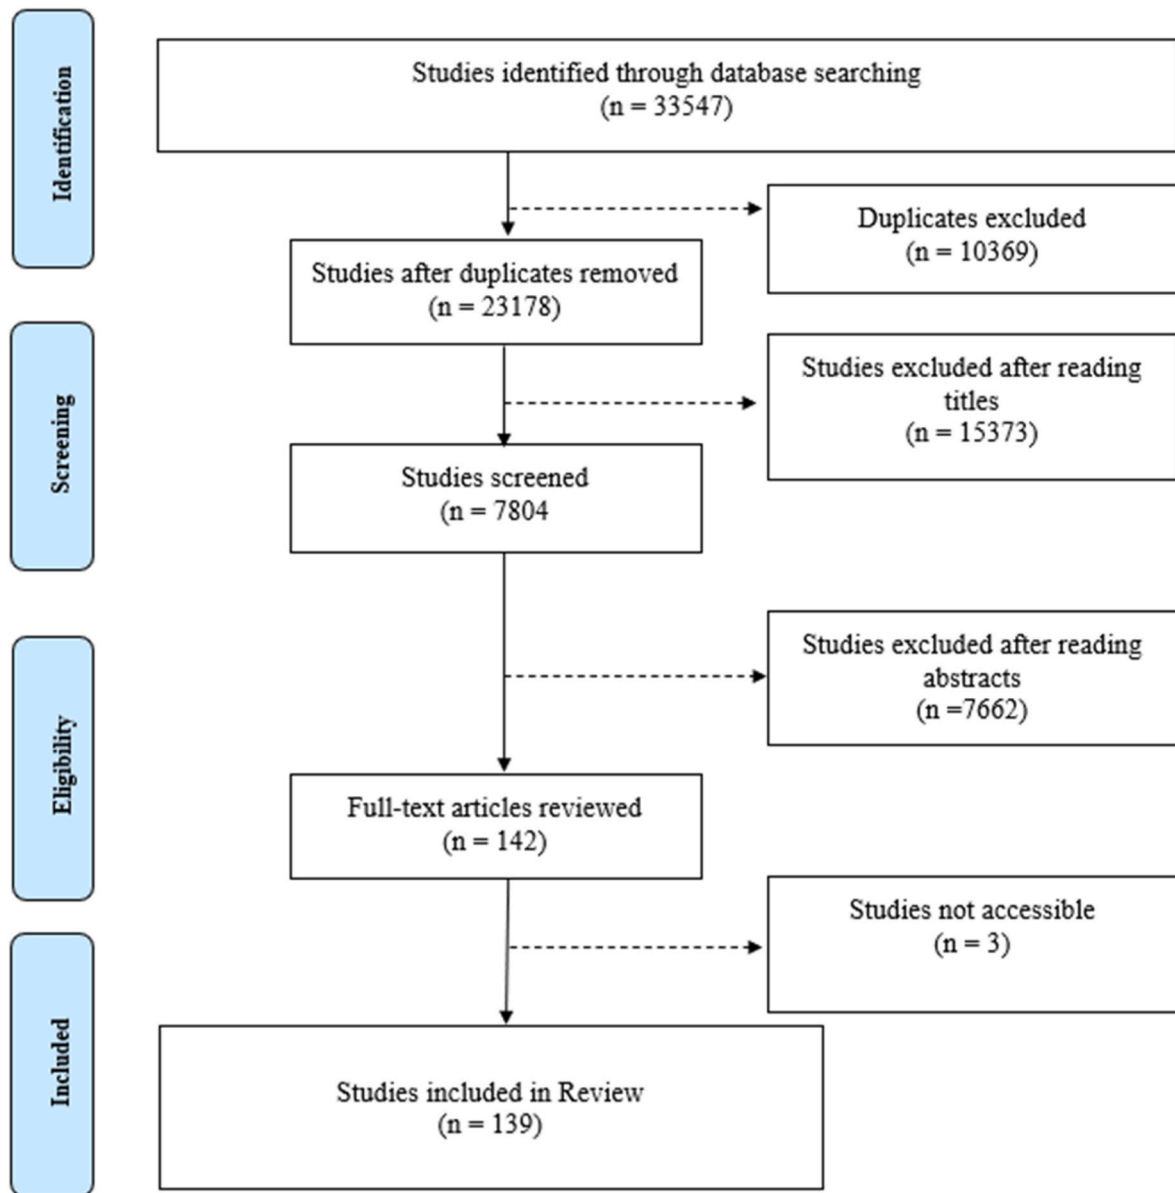 Identification
Studies identified through database searching
(n = 33547)
Duplicates excluded
(n = 10369)
Studies after duplicates removed
(n = 23178)
Screening
Studies excluded after reading
titles
(n = 15373)
Studies screened
(n = 7804
Eligibility
Studies excluded after reading
abstracts
(n =7662)
Full-text articles reviewed
(n = 142)
Studies not accessible
(n = 3)
Included
Studies included in Review
(n = 139)